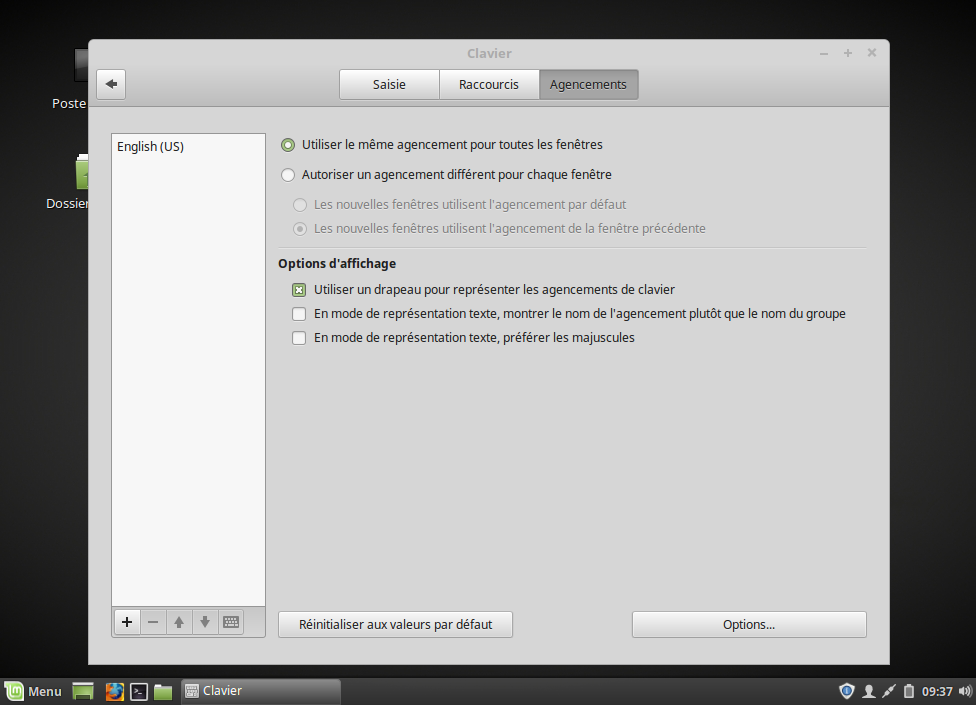 Clavier
Saisie
Raccourcis
Agencements
Poste
Dossier
English (US)
Utiliser le même agencement pour toutes les fenêtres
Autoriser un agencement différent pour chaque fenêtre
Les nouvelles fenêtres utilisent l'agencement par défaut
Les nouvelles fenêtres utilisent l'agencement de la fenêtre précédente
Options d'affichage
Utiliser un drapeau pour représenter les agencements de clavier
En mode de représentation texte, montrer le nom de l'agencement plutôt que le nom du groupe
En mode de représentation texte, préférer les majuscules
Réinitialiser aux valeurs par défaut
Options...
Menu
Clavier
09:37